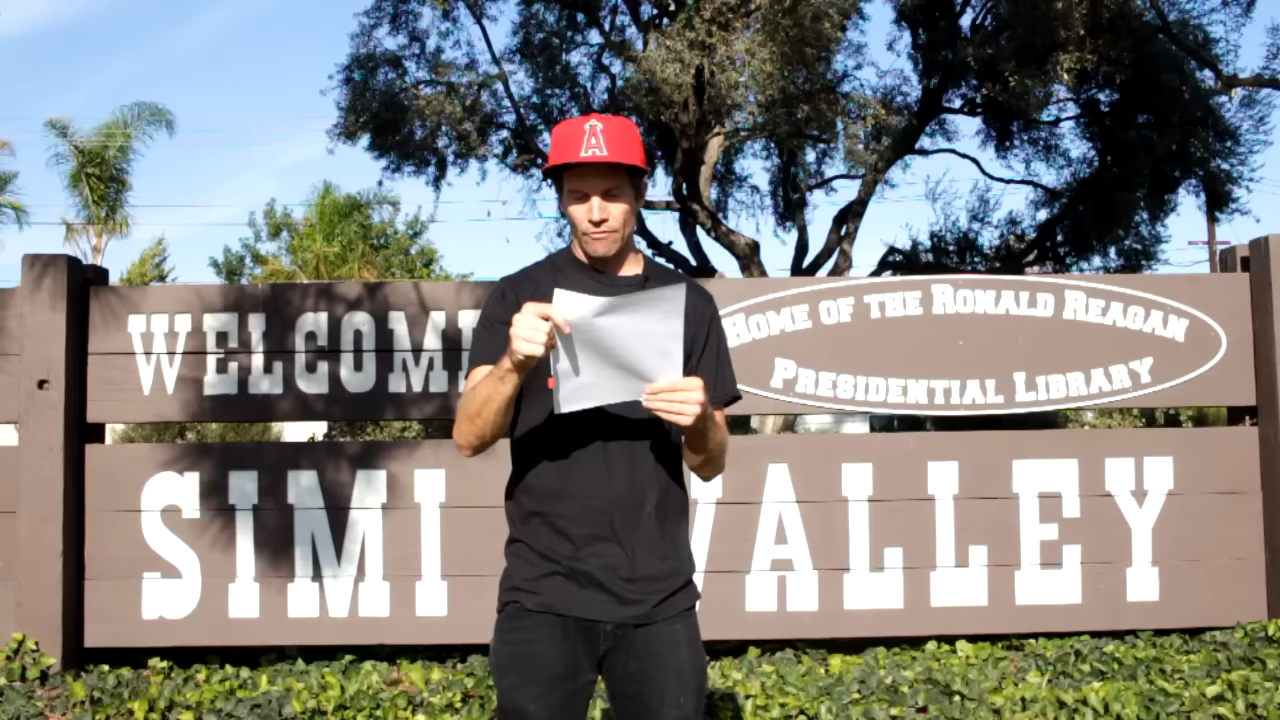 A
WELCOM
HOME OF THE RONALD REAGAN
PRESIDENTIAL LIBRARY
SIMI VALLEY